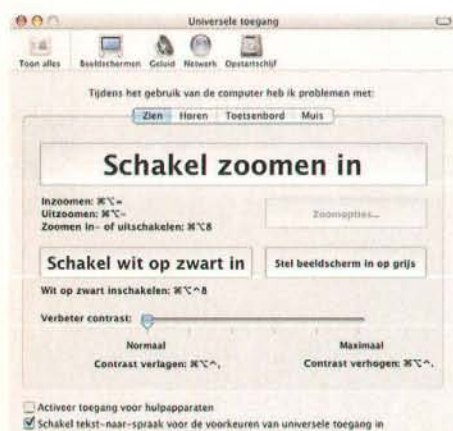 Universele toegang
Toon alles Beeldschermen Geluid Netwerk Opstartschijf
Tijdens het gebruik van de computer heb ik problemen met:
Zien Horen Toetsenbord Muis
Schakel zoomen in
Inzoomen: ⌘⌥=
Uitzoomen: ⌘⌥-
Zoomen in- of uitschakelen: ⌘⌥8
Zoomopties...
Schakel wit op zwart in
Stel beeldscherm in op grijs
Wit op zwart inschakelen: ⌘⌥^8
Verbeter contrast:
Normaal Maximaal
Contrast verlagen: ⌘⌥^, Contrast verhogen: ⌘⌥^.
Activeer toegang voor hulpapparaten
Schakel tekst-naar-spraak voor de voorkeuren van universele toegang in